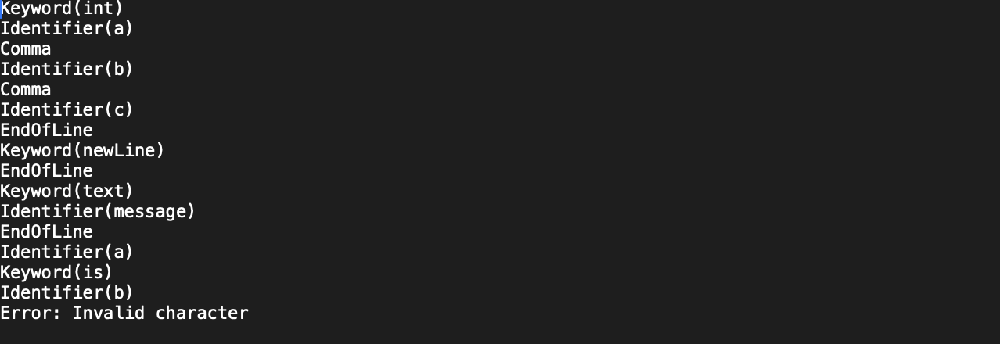 Keyword(int)
Identifier(a)
Comma
Identifier(b)
Comma
Identifier(c)
EndOfLine
Keyword(newLine)
EndOfLine
Keyword(text)
Identifier(message)
EndOfLine
Identifier(a)
Keyword(is)
Identifier(b)
Error: Invalid character